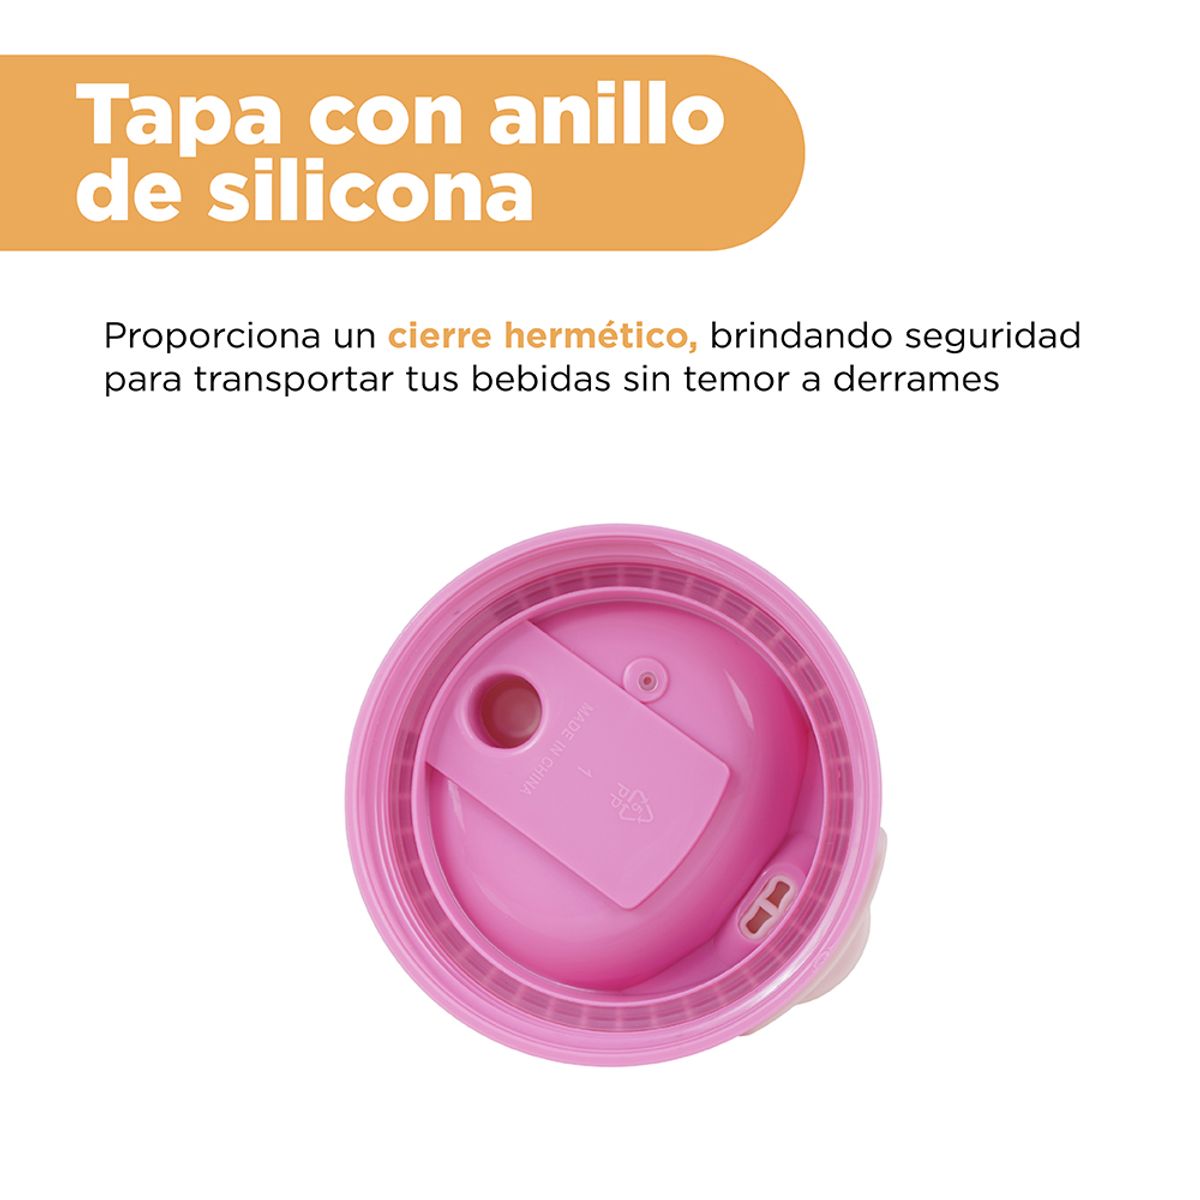 Tapa con anillo
de silicona
Proporciona un cierre hermético, brindando seguridad
para transportar tus bebidas sin temor a derrames
MADE IN CHINA
1
5
PP